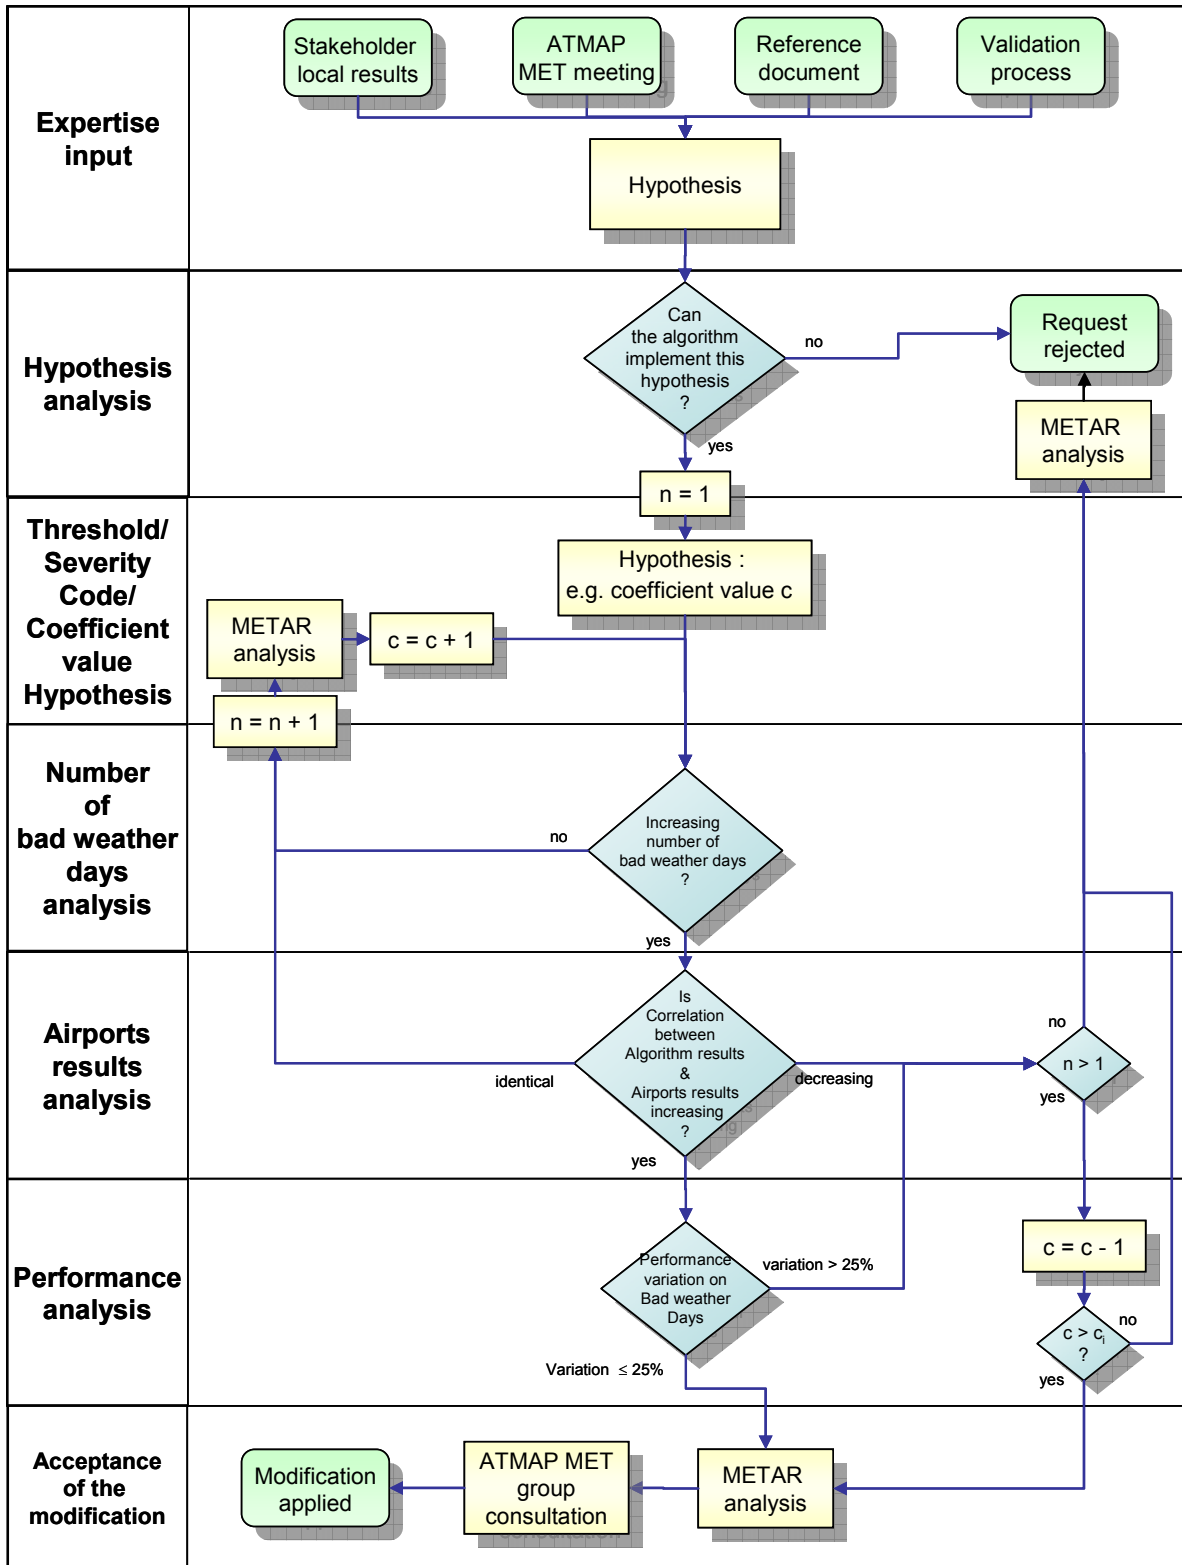 Expertise
input
Stakeholder
local results
ATMAP
MET meeting
Reference
document
Validation
process
Hypothesis
Hypothesis
analysis
Can
the algorithm
implement this
hypothesis
?
no
yes
Request
rejected
METAR
analysis
n = 1
Threshold/
Severity
Code/
Coefficient
value
Hypothesis
Hypothesis :
e.g. coefficient value c
METAR
analysis
c = c + 1
n = n + 1
Number
of
bad weather
days
analysis
Increasing
number of
bad weather days
?
no
yes
Airports
results
analysis
Is
Correlation
between
Algorithm results
&
Airports results
increasing
?
identical
decreasing
yes
n > 1
no
yes
Performance
analysis
Performance
variation on
Bad weather
Days
variation > 25%
Variation ≤ 25%
c = c - 1
c > ci
?
no
yes
Acceptance
of the
modification
Modification
applied
ATMAP MET
group
consultation
METAR
analysis